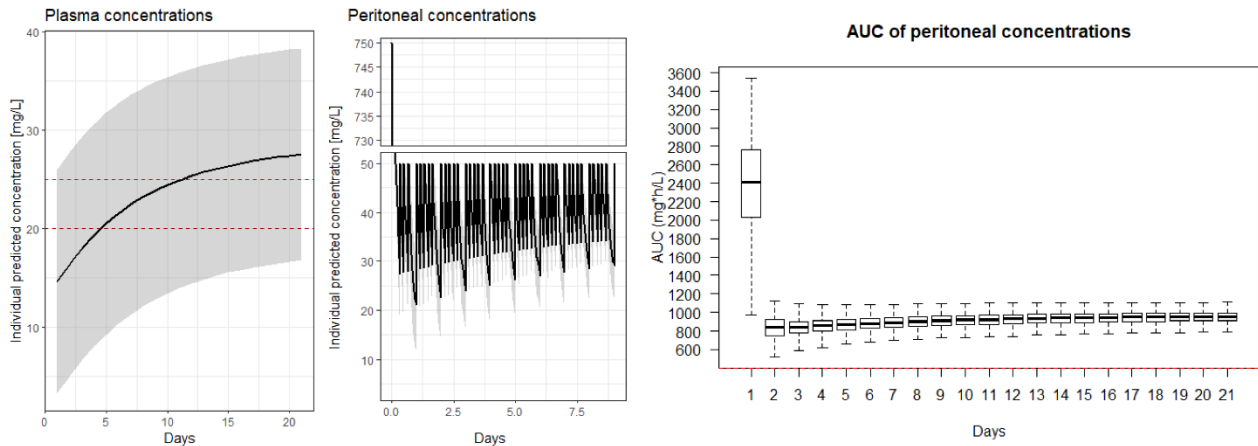 Plasma concentrations
Individual predicted concentration [mg/L]
40
30
20
10
0 5 10 15 20
Days
Peritoneal concentrations
Individual predicted concentration [mg/L]
750
745
740
735
730
50
40
30
20
10
0.0 2.5 5.0 7.5
Days
AUC of peritoneal concentrations
AUC (mg*h/L)
3600
3400
3200
3000
2800
2600
2400
2200
2000
1800
1600
1400
1200
1000
800
600
1 2 3 4 5 6 7 8 9 10 11 12 13 14 15 16 17 18 19 20 21
Days